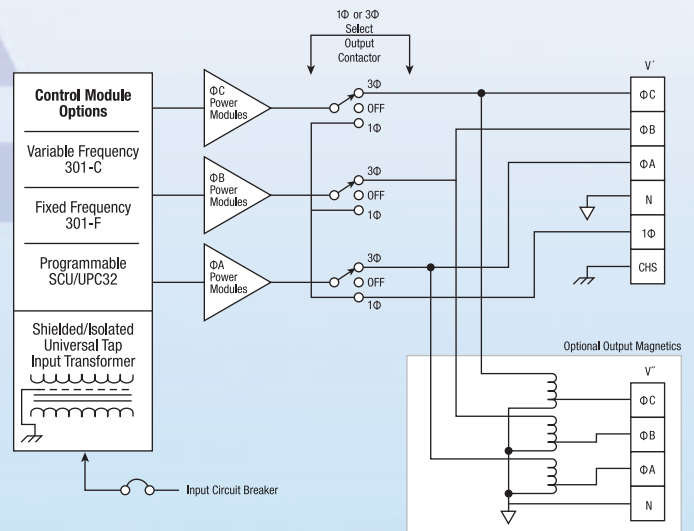 1Φ or 3Φ
Select
Output
Contactor
Control Module
Options
Variable Frequency
301-C
Fixed Frequency
301-F
Programmable
SCU/UPC32
Shielded/Isolated
Universal Tap
Input Transformer
Input Circuit Breaker
ΦC
Power
Modules
3Φ
OFF
1Φ
ΦB
Power
Modules
3Φ
OFF
1Φ
ΦA
Power
Modules
3Φ
OFF
1Φ
V´
ΦC
ΦB
ΦA
N
1Φ
CHS
Optional Output Magnetics
V˝
ΦC
ΦB
ΦA
N